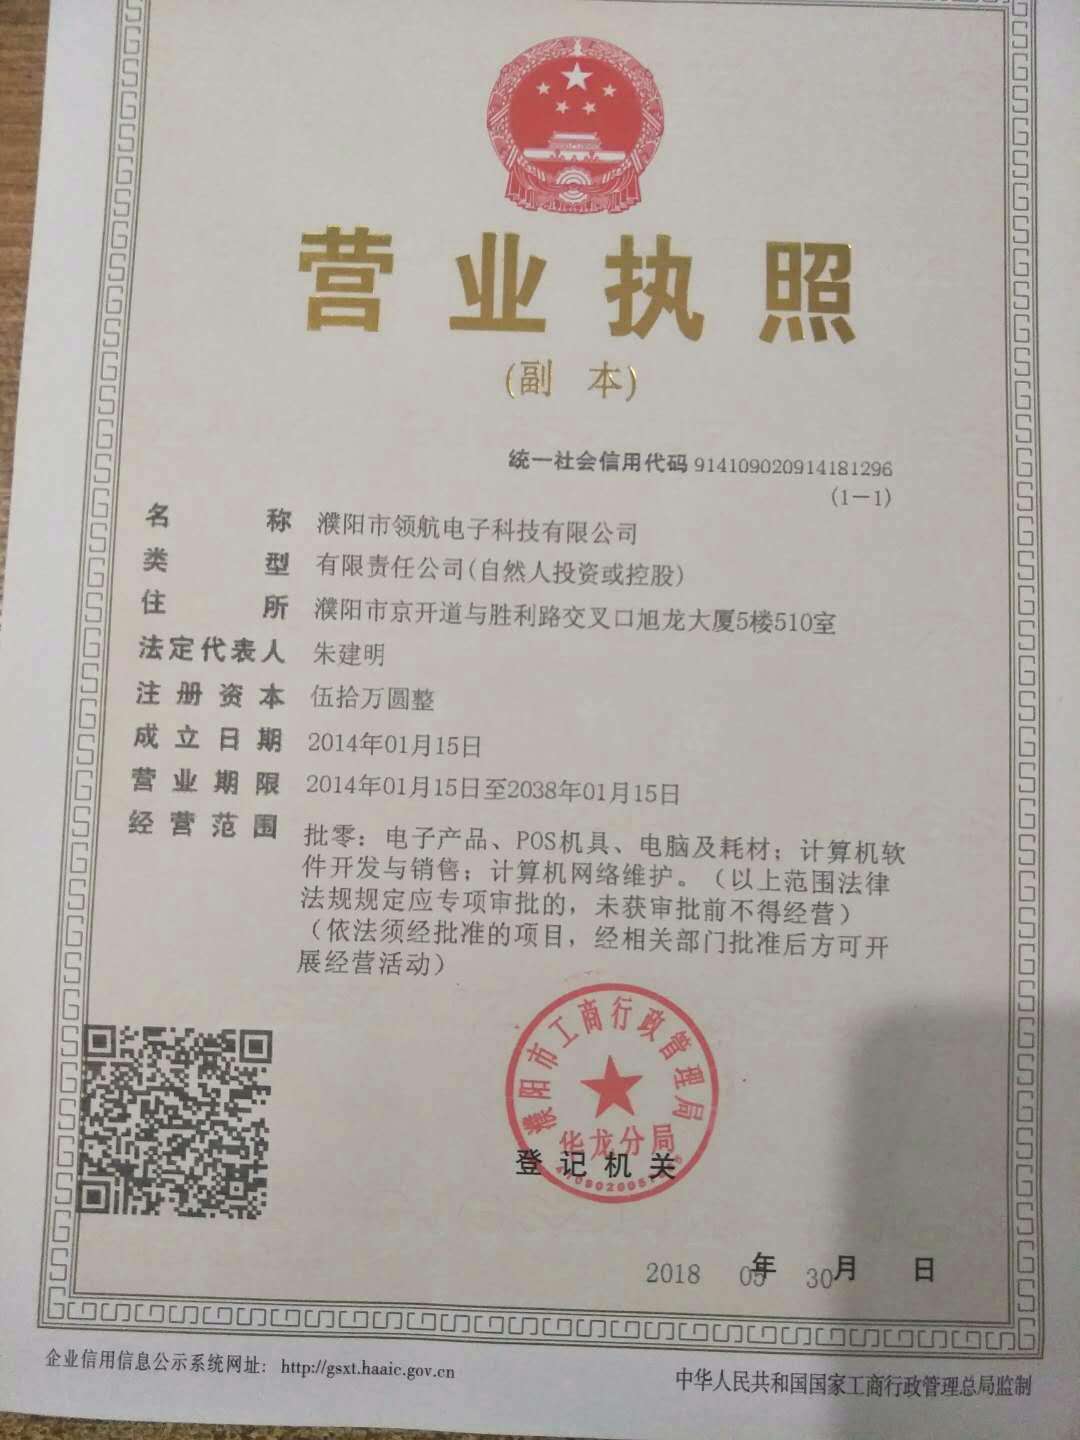 营业执照
(副 本)
统一社会信用代码 914109020914181296
(1-1)
名称 濮阳市领航电子科技有限公司
类型 有限责任公司(自然人投资或控股)
住所 濮阳市京开道与胜利路交叉口旭龙大厦5楼510室
法定代表人 朱建明
注册资本 伍拾万圆整
成立日期 2014年01月15日
营业期限 2014年01月15日至2038年01月15日
经营范围 批零：电子产品、POS机具、电脑及耗材；计算机软
件开发与销售；计算机网络维护。（以上范围法律
法规规定应专项审批的，未获审批前不得经营）
（依法须经批准的项目，经相关部门批准后方可开
展经营活动）
濮阳市工商行政管理局
华龙分局
登记机关
2018 年 05 月 30 日
企业信用信息公示系统网址：http://gsxt.haaic.gov.cn
中华人民共和国国家工商行政管理总局监制